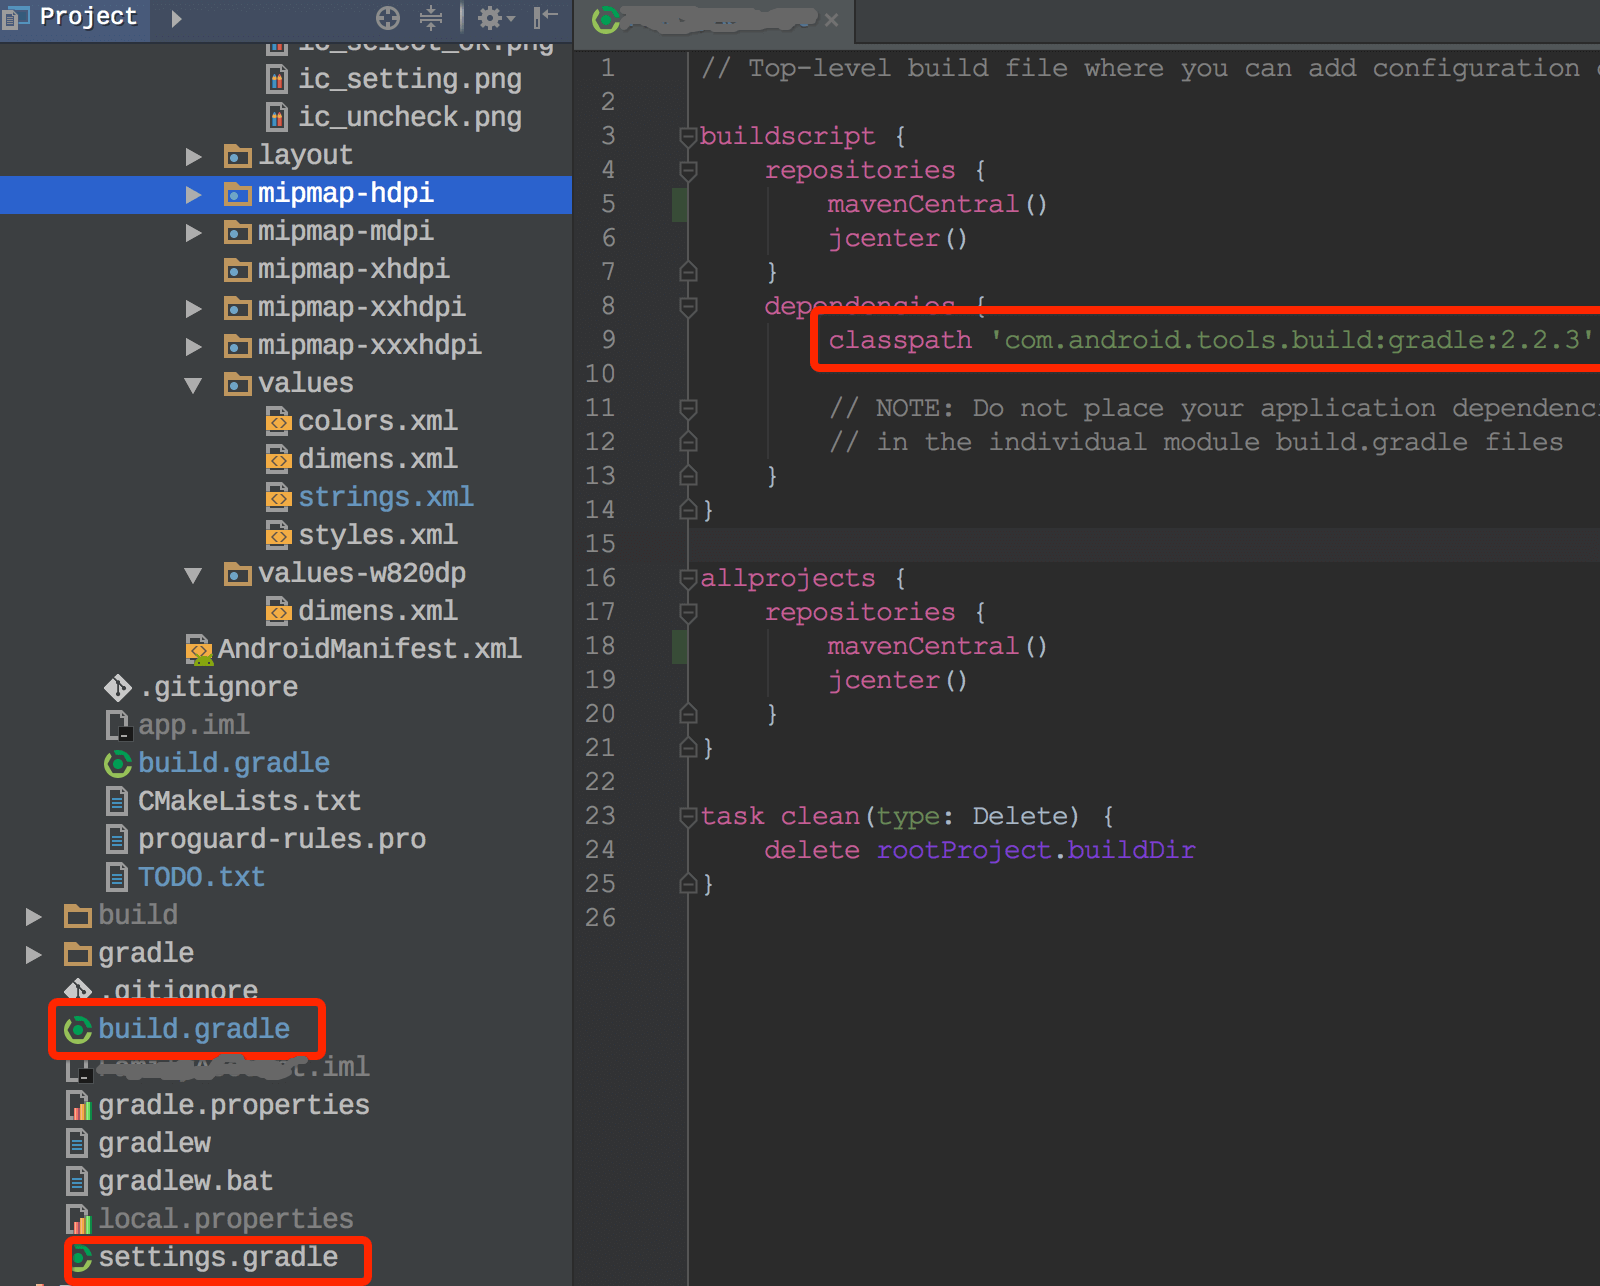 Project
ic_select_ok.png
ic_setting.png
ic_uncheck.png
layout
mipmap-hdpi
mipmap-mdpi
mipmap-xhdpi
mipmap-xxhdpi
mipmap-xxxhdpi
values
colors.xml
dimens.xml
strings.xml
styles.xml
values-w820dp
dimens.xml
AndroidManifest.xml
.gitignore
app.iml
build.gradle
CMakeLists.txt
proguard-rules.pro
TODO.txt
build
gradle
.gitignore
build.gradle
.iml
gradle.properties
gradlew
gradlew.bat
local.properties
settings.gradle
1 // Top-level build file where you can add configuration
2
3 buildscript {
4 repositories {
5 mavenCentral()
6 jcenter()
7 }
8 dependencies {
9 classpath 'com.android.tools.build:gradle:2.2.3'
10
11 // NOTE: Do not place your application dependenci
12 // in the individual module build.gradle files
13 }
14 }
15
16 allprojects {
17 repositories {
18 mavenCentral()
19 jcenter()
20 }
21 }
22
23 task clean(type: Delete) {
24 delete rootProject.buildDir
25 }
26